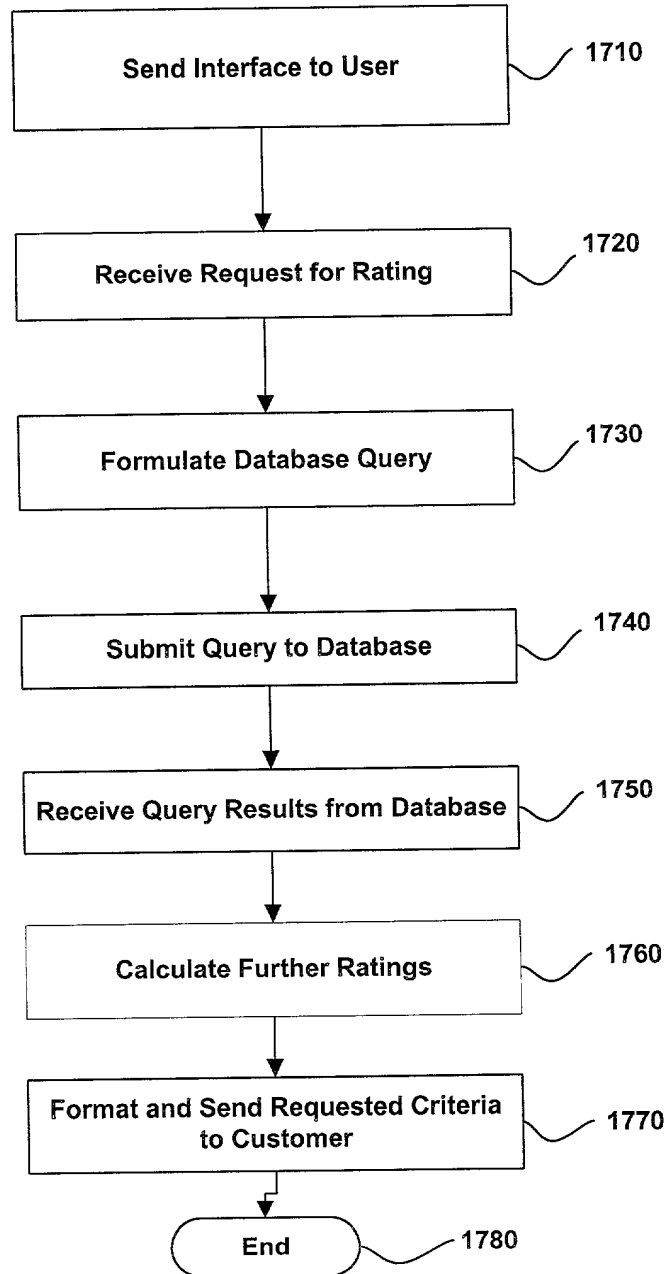 Send Interface to User
1710
Receive Request for Rating
1720
Formulate Database Query
1730
Submit Query to Database
1740
Receive Query Results from Database
1750
Calculate Further Ratings
1760
Format and Send Requested Criteria
to Customer
1770
End
1780